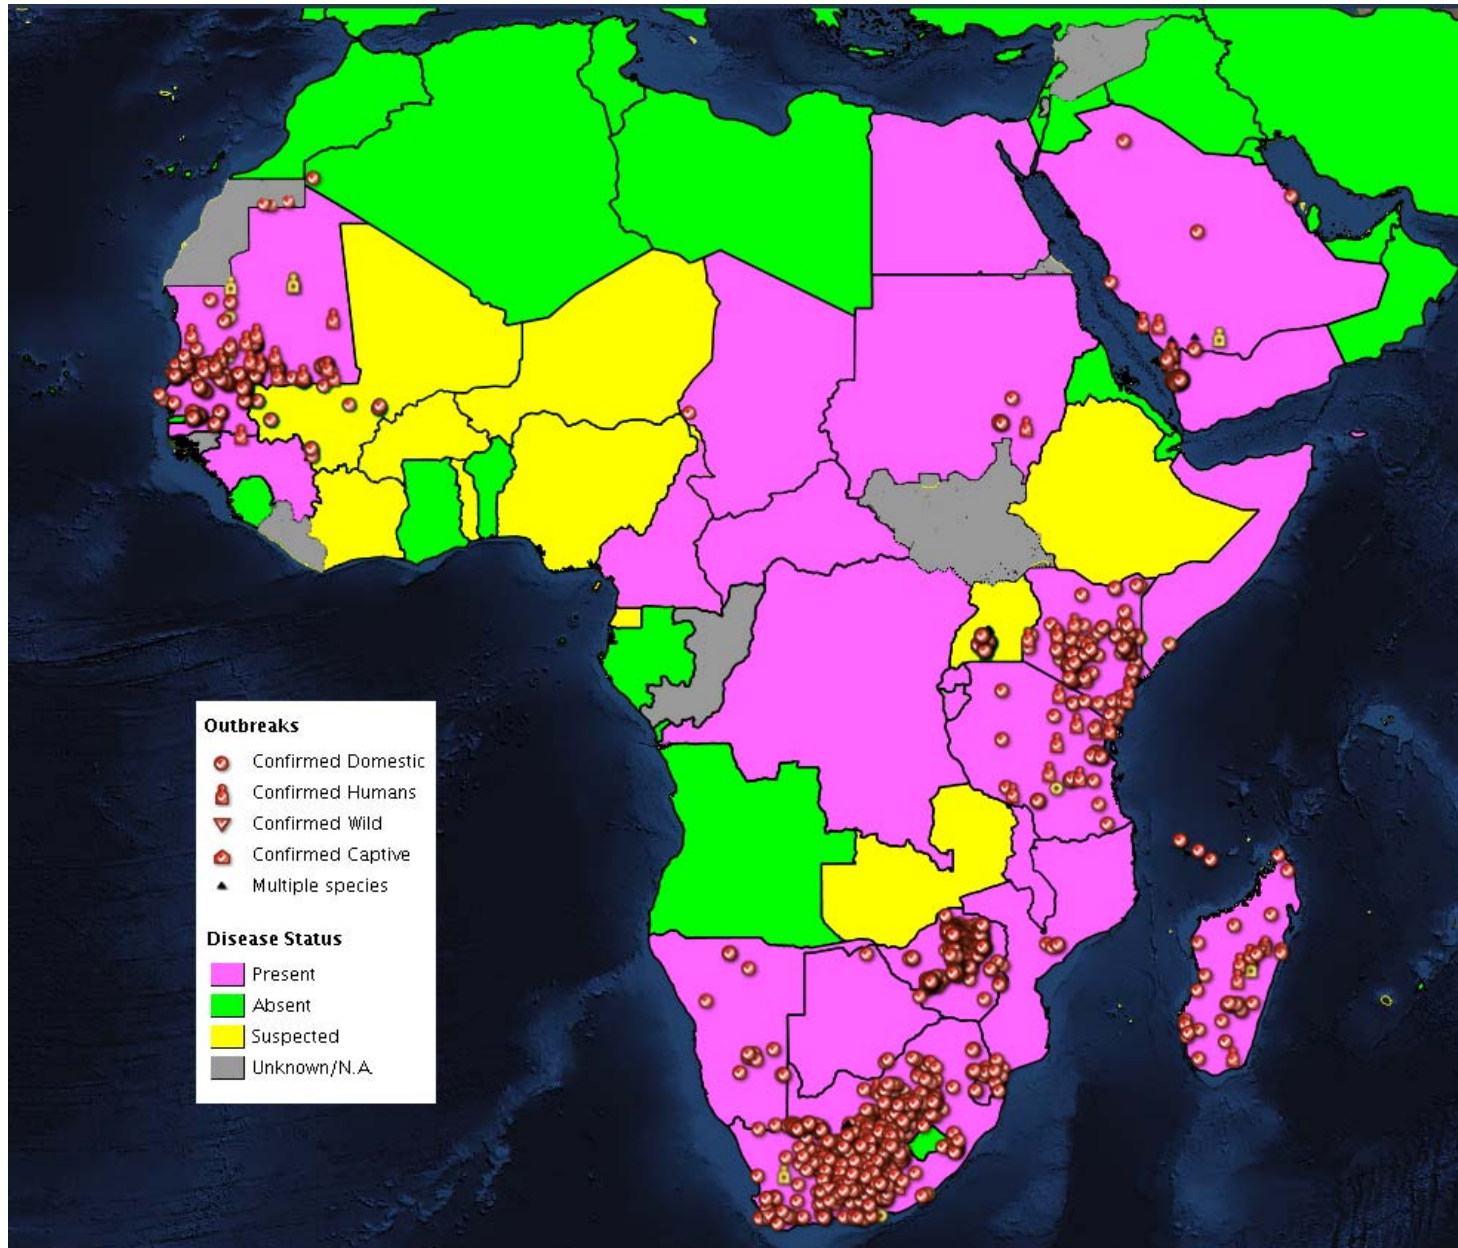 Outbreaks
Confirmed Domestic
Confirmed Humans
Confirmed Wild
Confirmed Captive
Multiple species
Disease Status
Present
Absent
Suspected
Unknown/N.A.